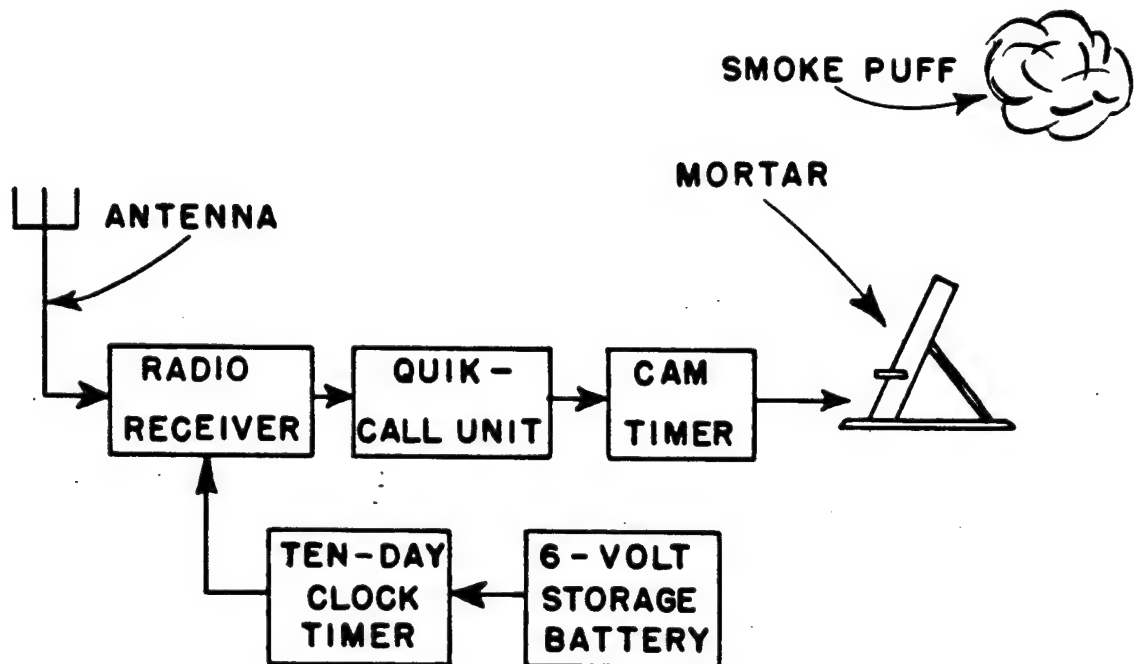 SMOKE PUFF
MORTAR
ANTENNA
RADIO
RECEIVER
QUIK-
CALL UNIT
CAM
TIMER
TEN-DAY
CLOCK
TIMER
6-VOLT
STORAGE
BATTERY